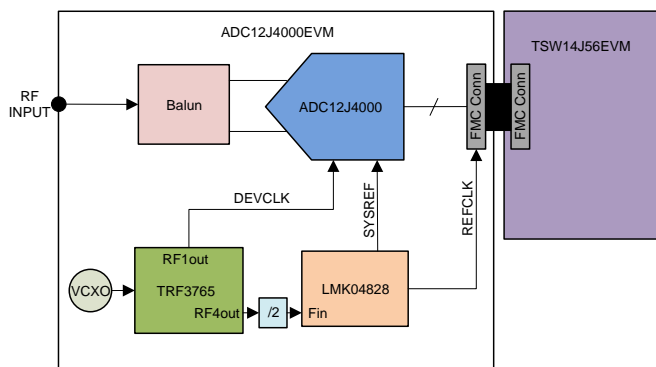 ADC12J4000EVM
TSW14J56EVM
RF
INPUT
Balun
ADC12J4000
FMC Conn
FMC Conn
DEVCLK
SYSREF
REFCLK
RF1out
VCXO
TRF3765
RF4out
/2
LMK04828
Fin